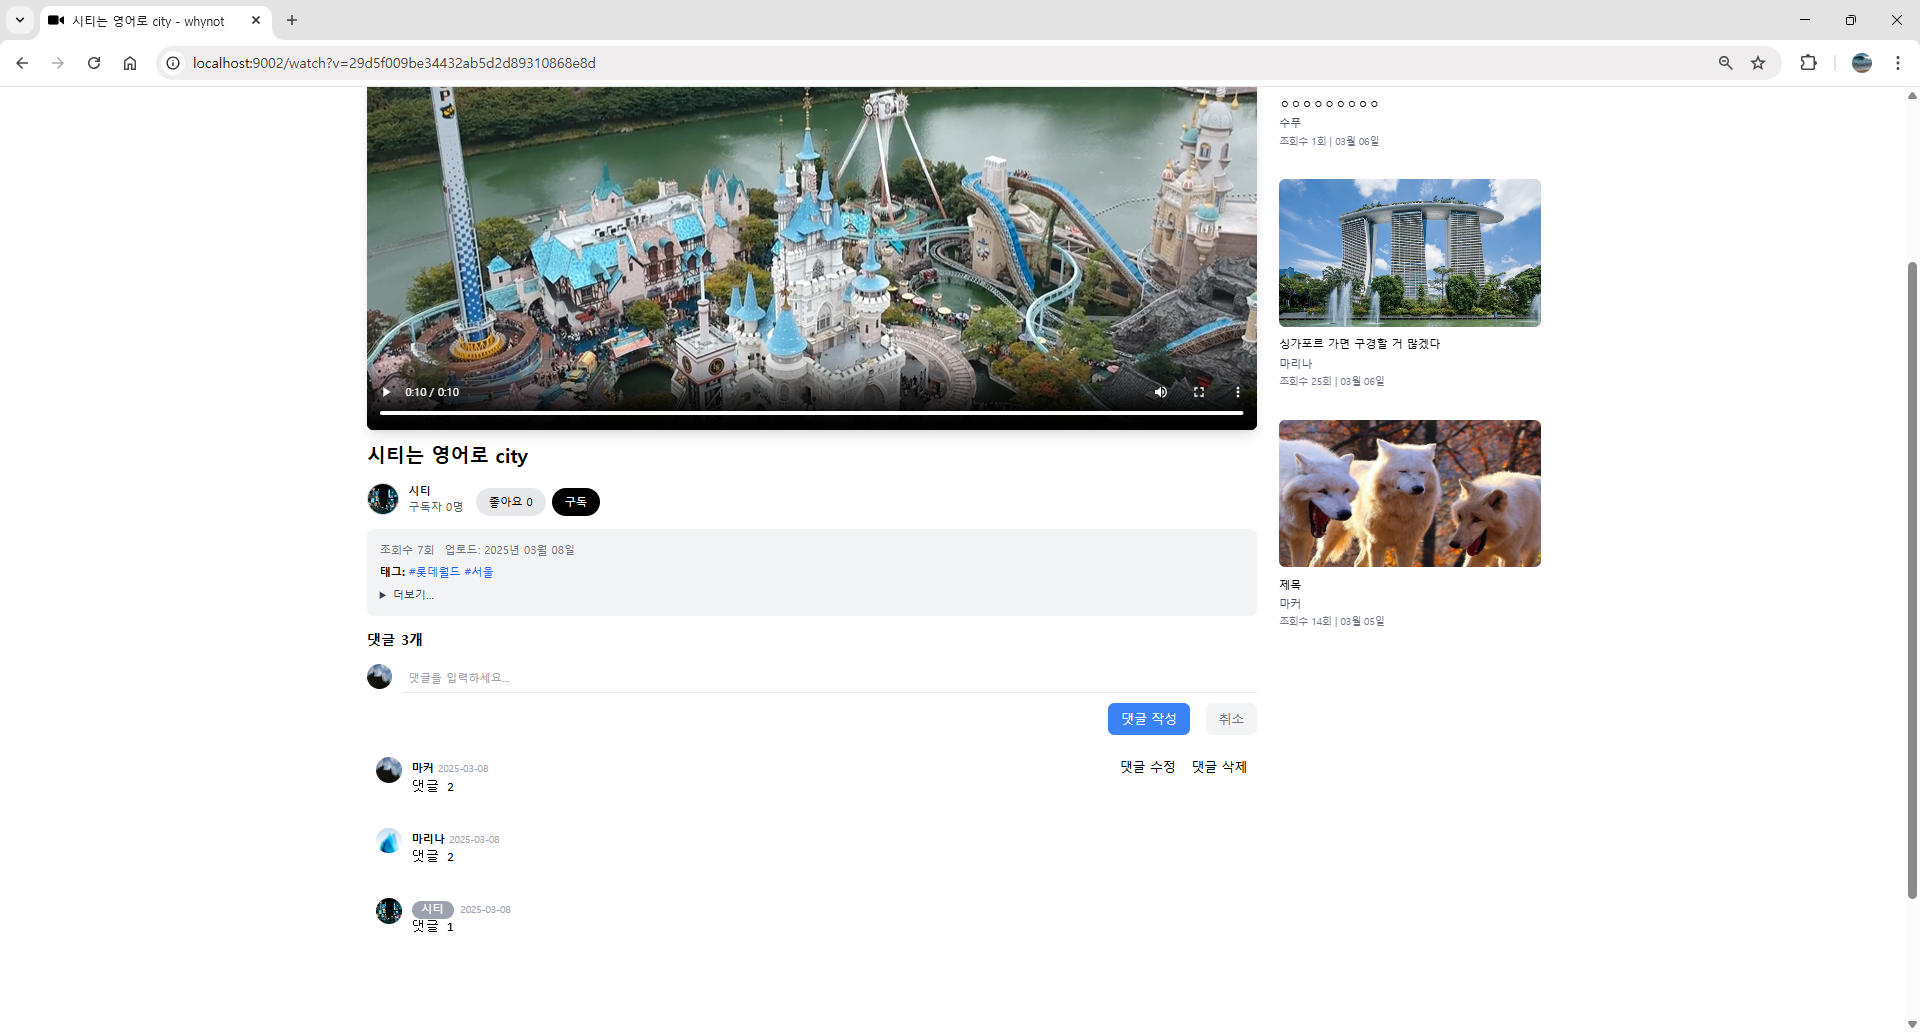 시티는 영어로 city - whynot
localhost:9002/watch?v=29d5f009be34432ab5d2d89310868e8d
0:10 / 0:10
시티는 영어로 city
시티
구독자 0명
좋아요 0
구독
조회수 7회 업로드: 2025년 03월 08일
태그: #롯데월드 #서울
▶ 더보기...
댓글 3개
댓글을 입력하세요...
댓글 작성
취소
마커 2025-03-08
댓글 수정 댓글 삭제
댓글 2
마리나 2025-03-08
댓글 2
시티 2025-03-08
댓글 1
ㅇㅇㅇㅇㅇㅇㅇㅇㅇ
수푸
조회수 1회 | 03월 06일
싱가포르 가면 구경할 거 많겠다
마리나
조회수 25회 | 03월 06일
제목
마커
조회수 14회 | 03월 05일